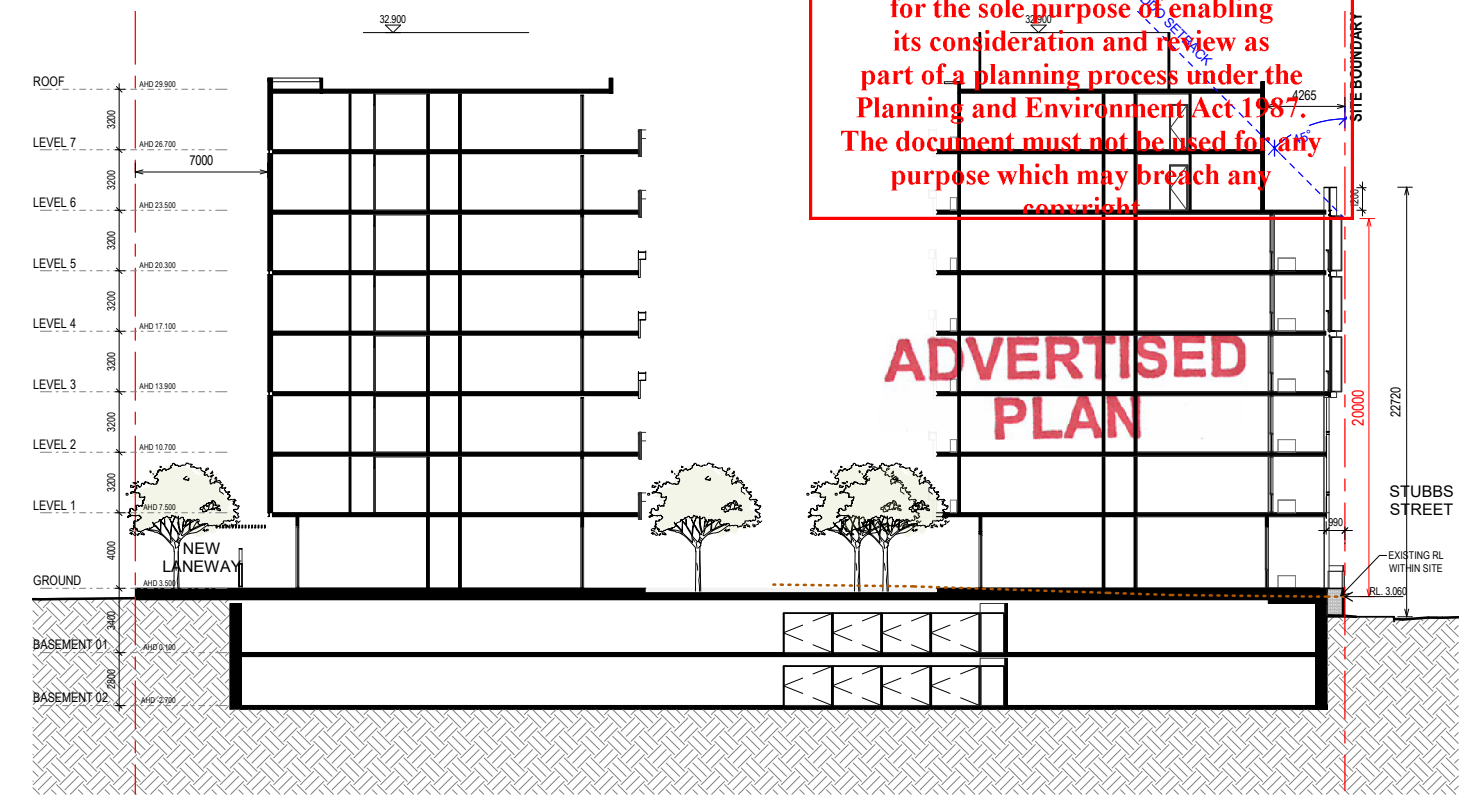 for the sole purpose of enabling
its consideration and review as
part of a planning process under the
Planning and Environment Act 1987.
The document must not be used for any
purpose which may breach any
copyright
32.900
32.900
SETBACK
SITE BOUNDARY
4265
45°
ROOF
AHD 29.900
3200
LEVEL 7
AHD 26.700
7000
3200
LEVEL 6
AHD 23.500
3200
LEVEL 5
AHD 20.300
3200
LEVEL 4
AHD 17.100
3200
LEVEL 3
AHD 13.900
3200
LEVEL 2
AHD 10.700
3200
LEVEL 1
AHD 7.500
4000
NEW
LANEWAY
GROUND
AHD 3.500
3400
BASEMENT 01
AHD 0.100
2800
BASEMENT 02
AHD -2.700
ADVERTISED
PLAN
20000
22720
STUBBS
STREET
990
EXISTING RL
WITHIN SITE
RL. 3.060